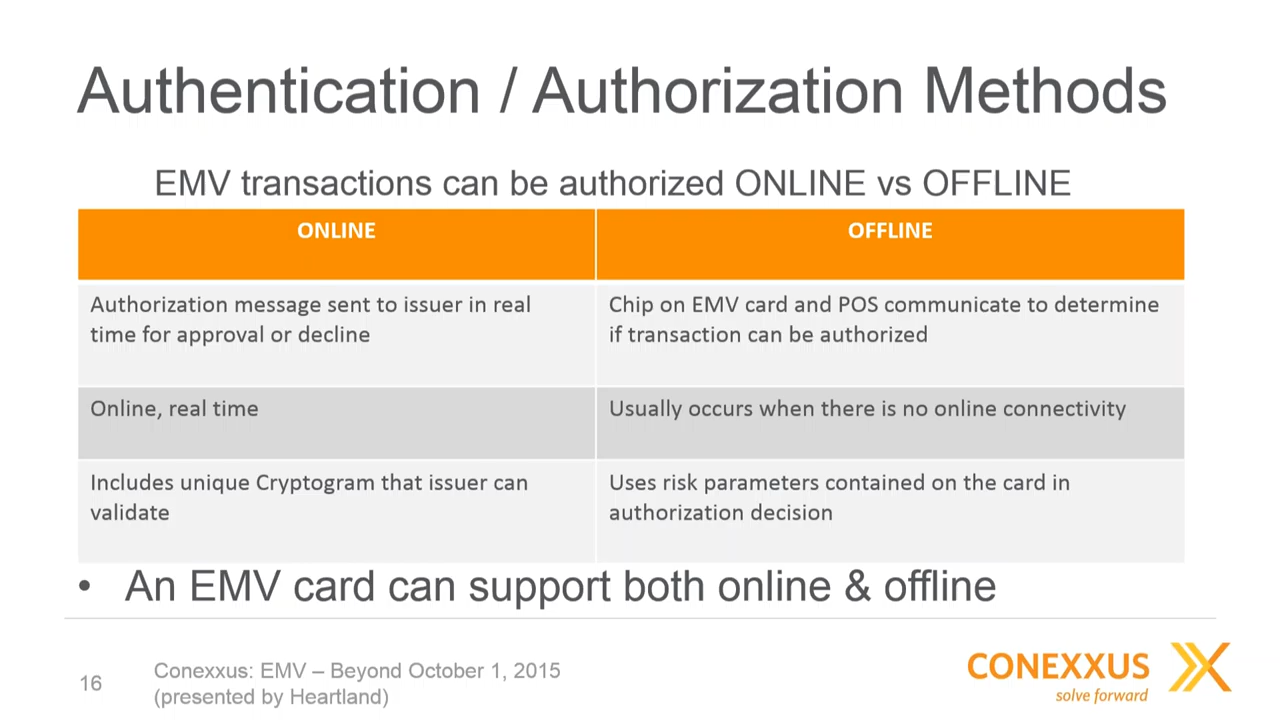 Authentication / Authorization Methods
EMV transactions can be authorized ONLINE vs OFFLINE
ONLINE
OFFLINE
Authorization message sent to issuer in real
time for approval or decline
Chip on EMV card and POS communicate to determine
if transaction can be authorized
Online, real time
Usually occurs when there is no online connectivity
Includes unique Cryptogram that issuer can
validate
Uses risk parameters contained on the card in
authorization decision
• An EMV card can support both online & offline
16
Conexxus: EMV – Beyond October 1, 2015
(presented by Heartland)
CONEXXUS
solve forward